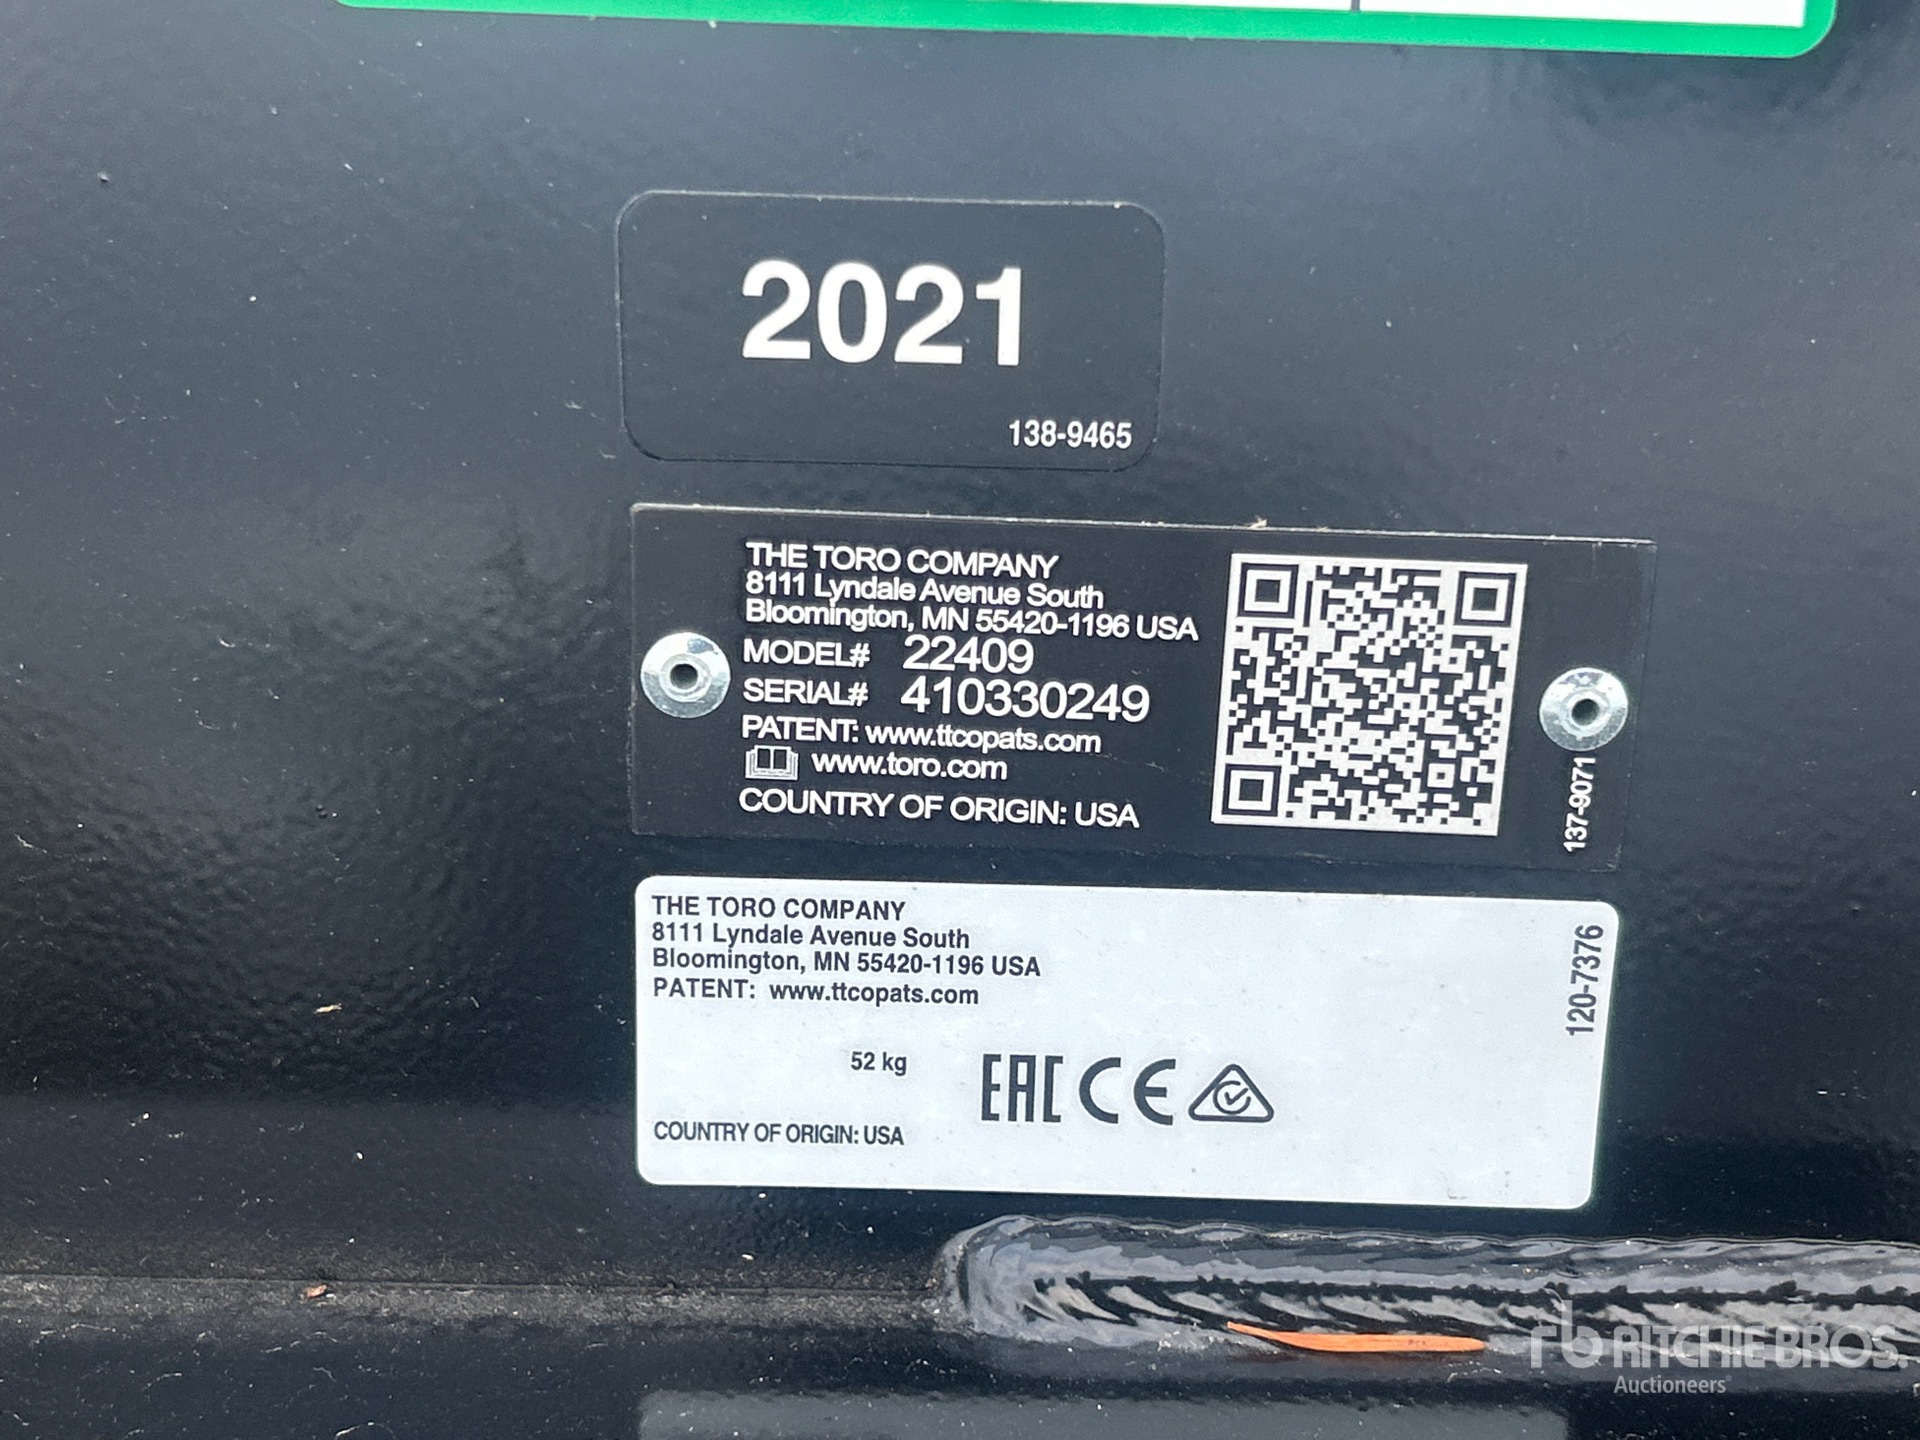 2021
138-9465
THE TORO COMPANY
8111 Lyndale Avenue South
Bloomington, MN 55420-1196 USA
MODEL# 22409
SERIAL# 410330249
PATENT: www.ttcopats.com
www.toro.com
COUNTRY OF ORIGIN: USA
137-9071
THE TORO COMPANY
8111 Lyndale Avenue South
Bloomington, MN 55420-1196 USA
PATENT: www.ttcopats.com
52 kg
EAC CE
COUNTRY OF ORIGIN: USA
120-7376
rb RITCHIE BROS.
Auctioneers